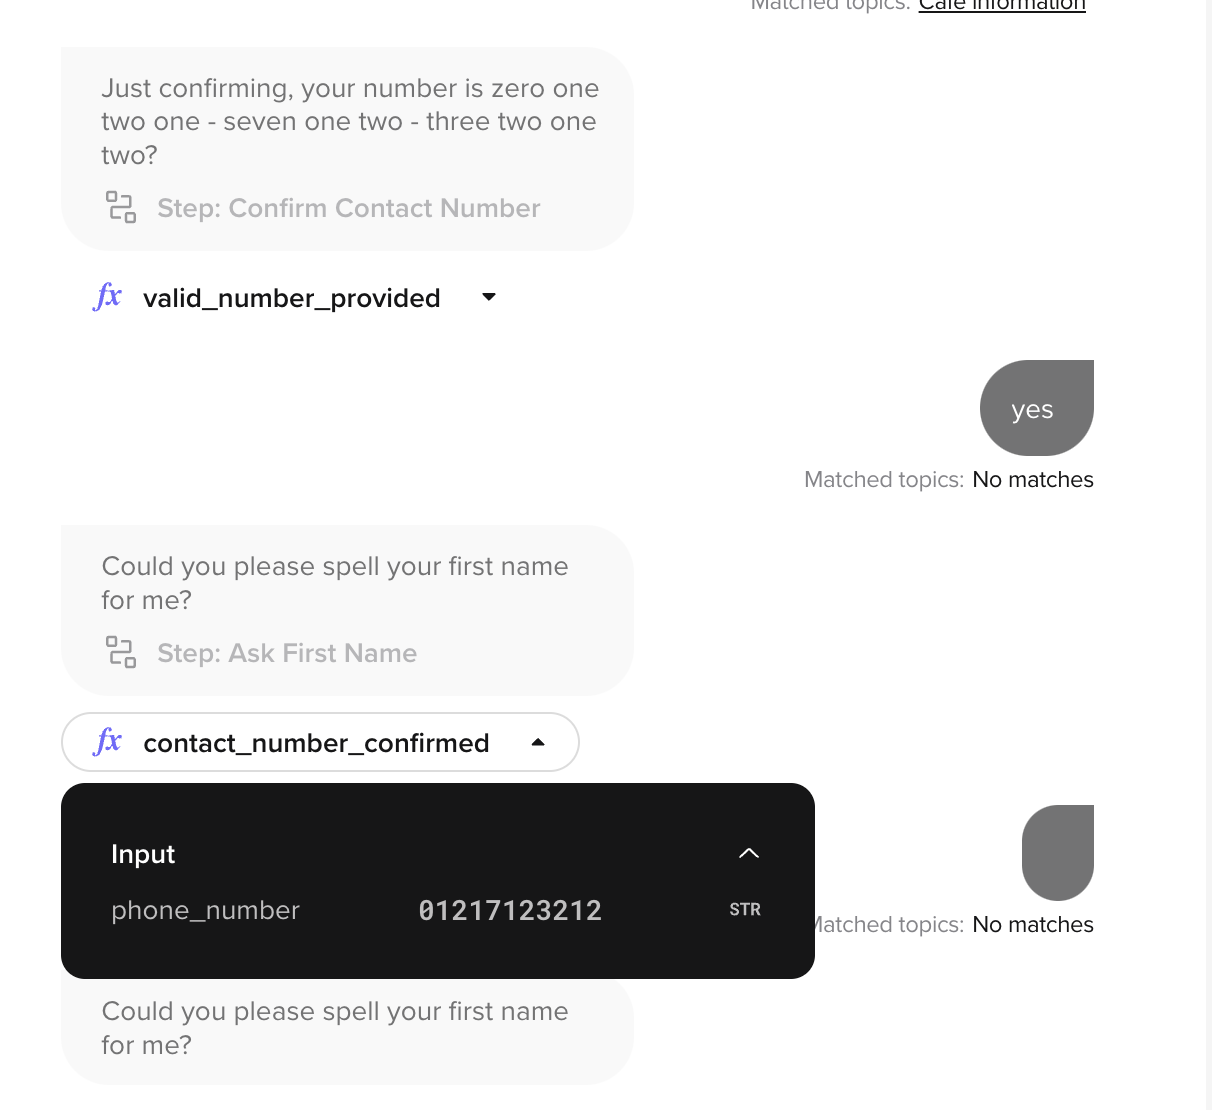 Matched topics: Cafe information
Just confirming, your number is zero one
two one - seven one two - three two one
two?
Step: Confirm Contact Number
fx valid_number_provided
yes
Matched topics: No matches
Could you please spell your first name
for me?
Step: Ask First Name
fx contact_number_confirmed
Input
phone_number 01217123212 STR
Matched topics: No matches
Could you please spell your first name
for me?